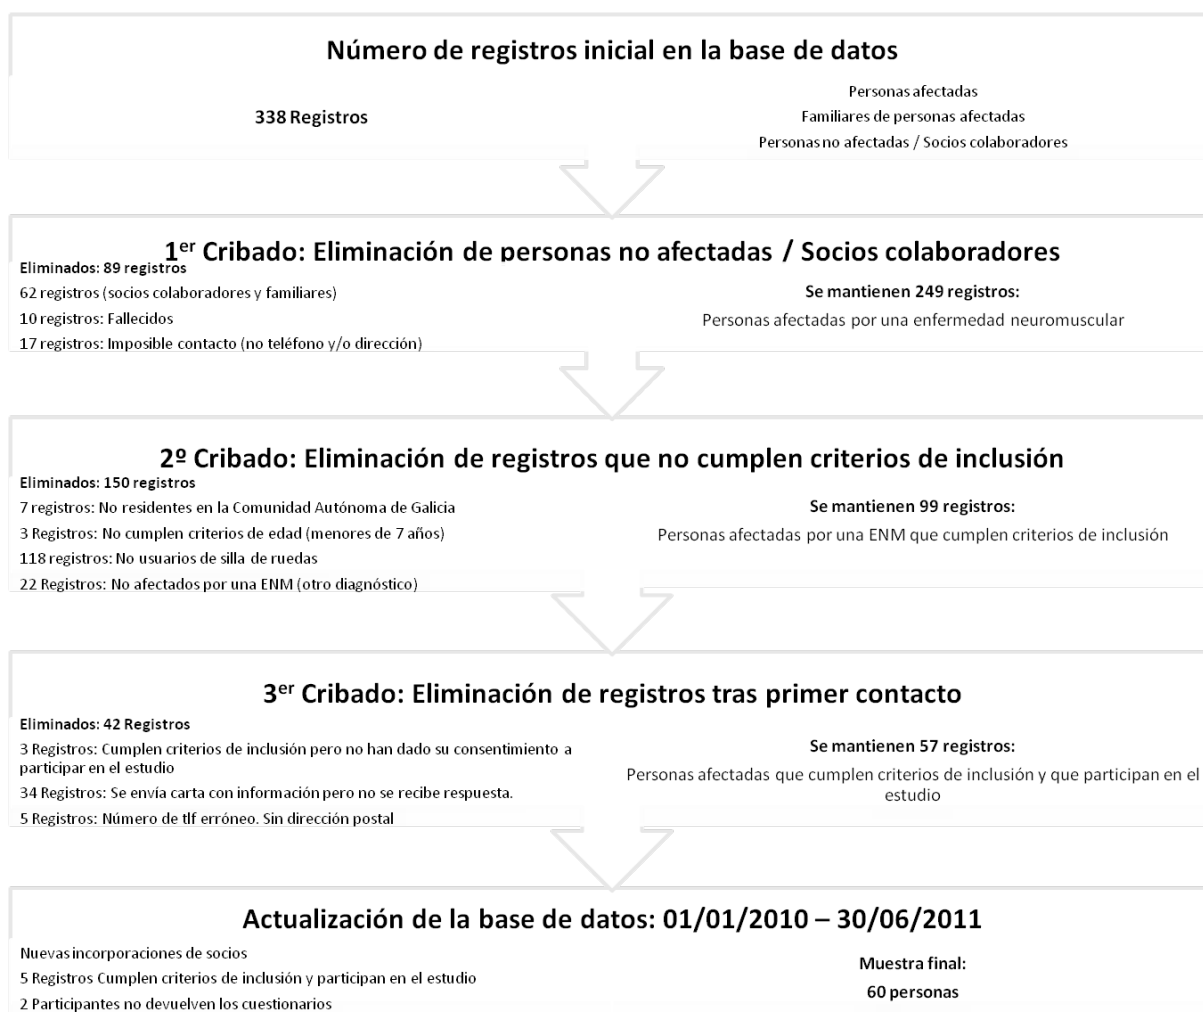 Número de registros inicial en la base de datos
338 Registros
Personas afectadas
Familiares de personas afectadas
Personas no afectadas / Socios colaboradores
1er Cribado: Eliminación de personas no afectadas / Socios colaboradores
Eliminados: 89 registros
62 registros (socios colaboradores y familiares)
10 registros: Fallecidos
17 registros: Imposible contacto (no teléfono y/o dirección)
Se mantienen 249 registros:
Personas afectadas por una enfermedad neuromuscular
2º Cribado: Eliminación de registros que no cumplen criterios de inclusión
Eliminados: 150 registros
7 registros: No residentes en la Comunidad Autónoma de Galicia
3 Registros: No cumplen criterios de edad (menores de 7 años)
118 registros: No usuarios de silla de ruedas
22 Registros: No afectados por una ENM (otro diagnóstico)
Se mantienen 99 registros:
Personas afectadas por una ENM que cumplen criterios de inclusión
3er Cribado: Eliminación de registros tras primer contacto
Eliminados: 42 Registros
3 Registros: Cumplen criterios de inclusión pero no han dado su consentimiento a
participar en el estudio
34 Registros: Se envía carta con información pero no se recibe respuesta.
5 Registros: Número de tlf erróneo. Sin dirección postal
Se mantienen 57 registros:
Personas afectadas que cumplen criterios de inclusión y que participan en el
estudio
Actualización de la base de datos: 01/01/2010 – 30/06/2011
Nuevas incorporaciones de socios
5 Registros Cumplen criterios de inclusión y participan en el estudio
2 Participantes no devuelven los cuestionarios
Muestra final:
60 personas